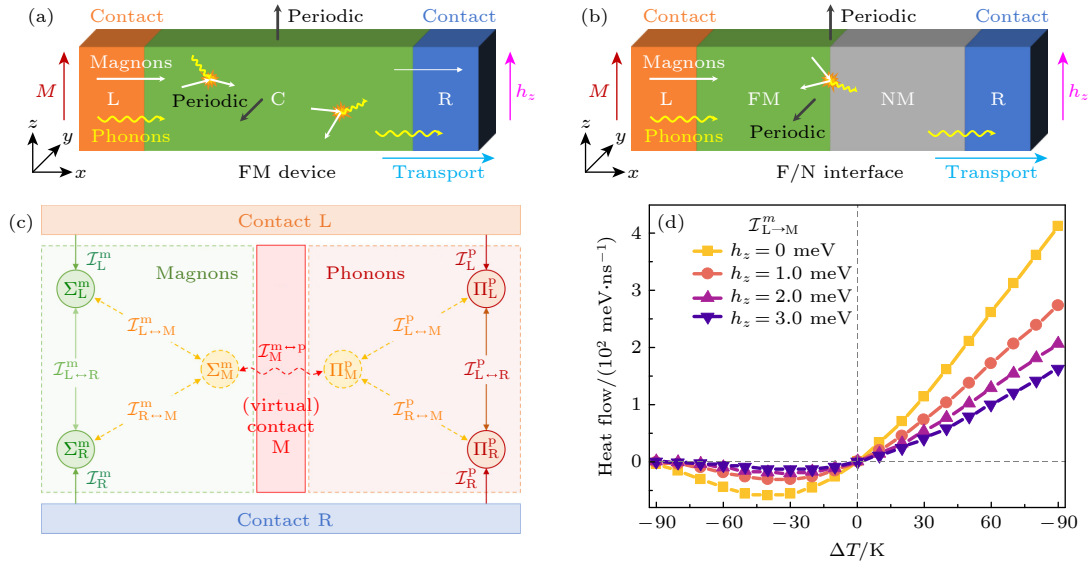 (a)
Contact
Periodic
Contact
Magnons
M
L
Periodic
C
R
h_z
Phonons
z
y
x
FM device
Transport
(b)
Contact
Periodic
Contact
Magnons
M
L
FM
NM
R
h_z
Periodic
Phonons
z
y
x
F/N interface
Transport
(c)
Contact L
ℐ_L^m
ℐ_L^p
Magnons
Phonons
Σ_L^m
Π_L^p
ℐ_{L↔M}^m
ℐ_{L↔M}^p
ℐ_M^{m↔p}
ℐ_{L↔R}^m
Σ_M^m
Π_M^p
ℐ_{L↔R}^p
(virtual)
contact
M
ℐ_{R↔M}^m
ℐ_{R↔M}^p
Σ_R^m
Π_R^p
ℐ_R^m
ℐ_R^p
Contact R
(d)
ℐ_{L→M}^m
h_z = 0 meV
h_z = 1.0 meV
h_z = 2.0 meV
h_z = 3.0 meV
Heat flow/(10² meV·ns⁻¹)
4
3
2
1
0
−90
−60
−30
0
30
60
−90
ΔT/K